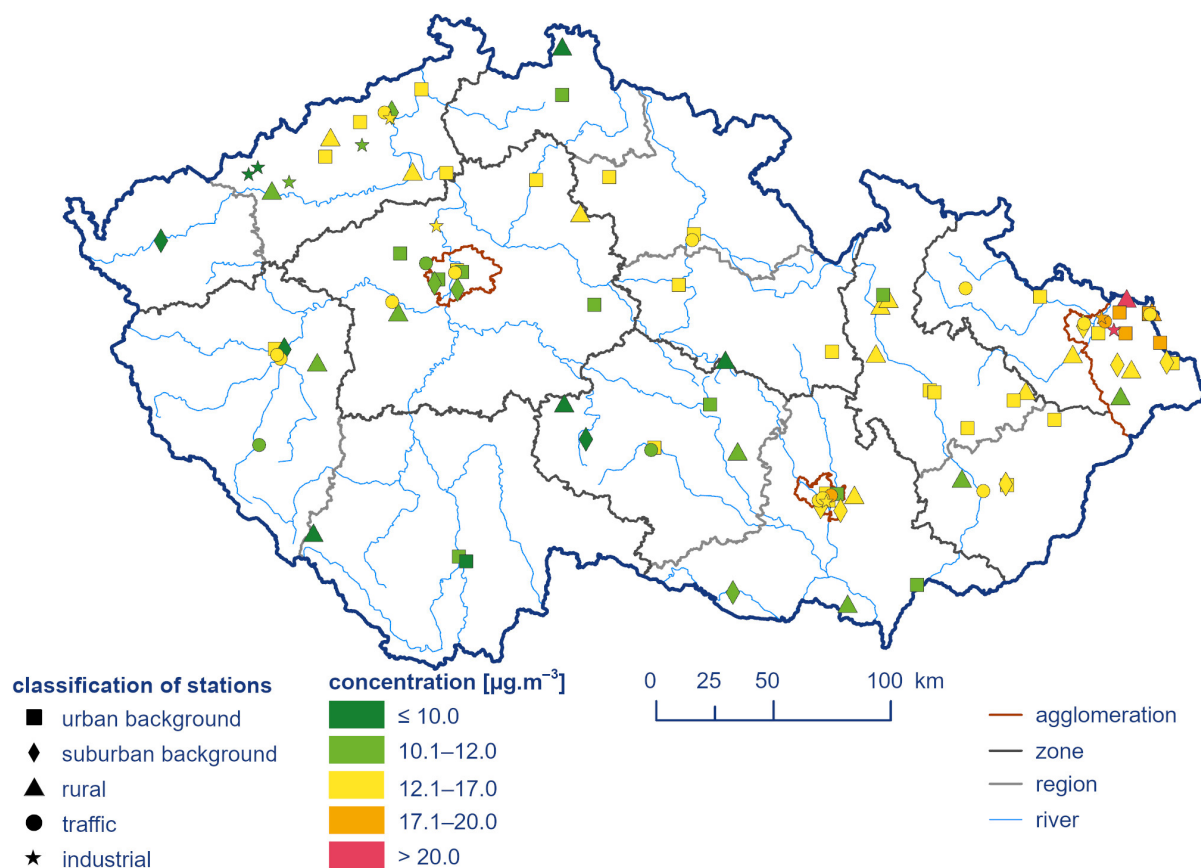 classification of stations
urban background
suburban background
rural
traffic
industrial
concentration [µg.m⁻³]
≤ 10.0
10.1–12.0
12.1–17.0
17.1–20.0
> 20.0
0 25 50 100 km
agglomeration
zone
region
river